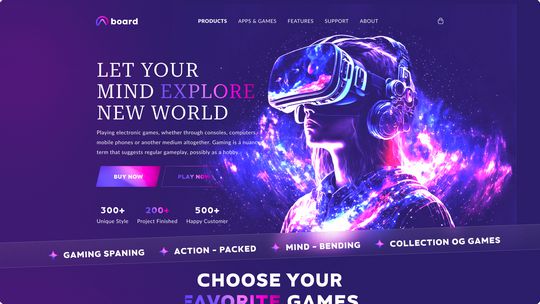 board
PRODUCTS APPS & GAMES FEATURES SUPPORT ABOUT
LET YOUR
MIND EXPLORE
NEW WORLD
Playing electronic games, whether through consoles, computers,
mobile phones or another medium altogether. Gaming is a nuanced
term that suggests regular gameplay, possibly as a hobby.
BUY NOW PLAY NOW
300+ 200+ 500+
Unique Style Project Finished Happy Customer
GAMING SPANING ACTION - PACKED MIND - BENDING COLLECTION OG GAMES
CHOOSE YOUR
FAVORITE GAMES